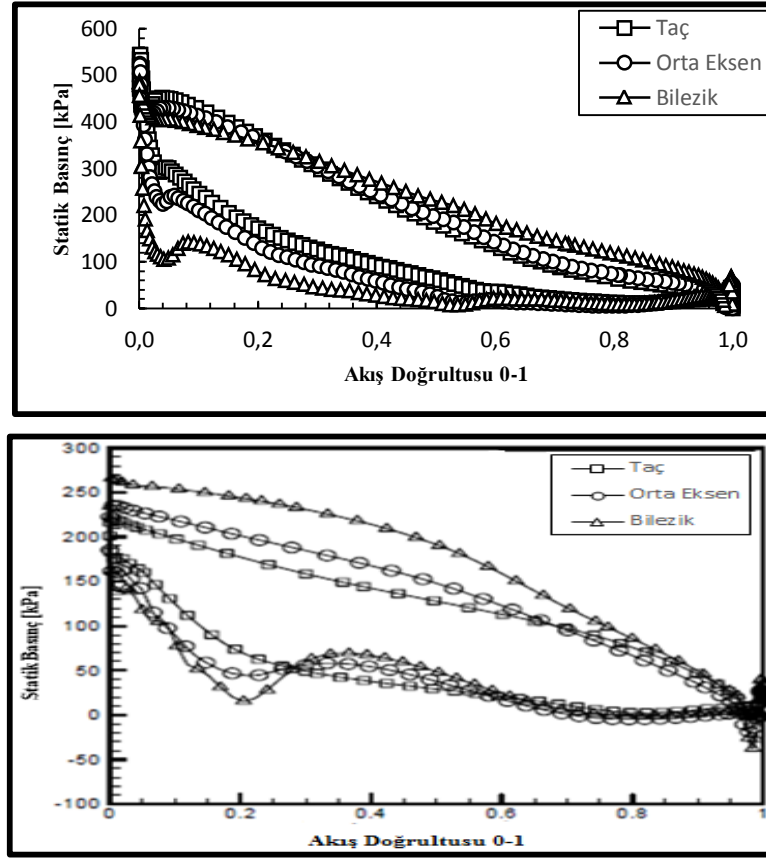 600
500
400
300
200
100
0
Statik Basınç [kPa]
Taç
Orta Eksen
Bilezik
0,0 0,2 0,4 0,6 0,8 1,0
Akış Doğrultusu 0-1
300
250
200
150
100
50
0
-50
-100
Statik Basınç [kPa]
Taç
Orta Eksen
Bilezik
0 0.2 0.4 0.6 0.8 1
Akış Doğrultusu 0-1